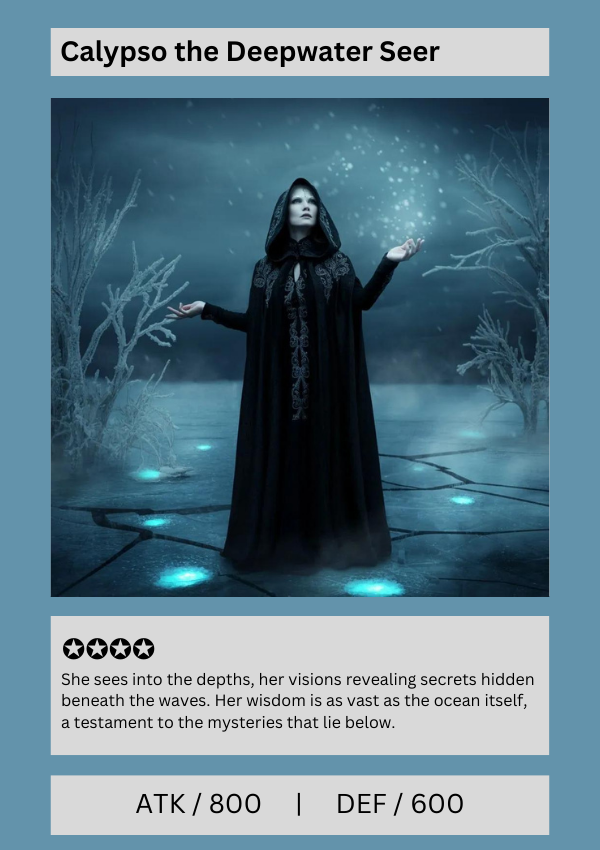 Calypso the Deepwater Seer
✪✪✪✪
She sees into the depths, her visions revealing secrets hidden
beneath the waves. Her wisdom is as vast as the ocean itself,
a testament to the mysteries that lie below.
ATK / 800 | DEF / 600